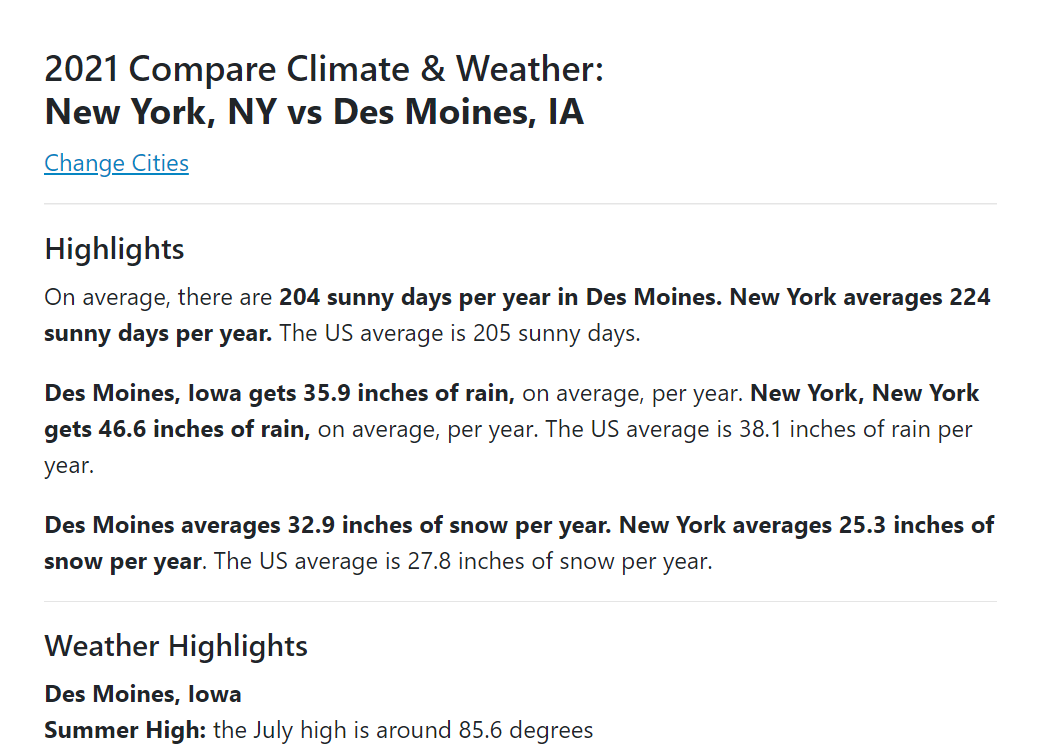 2021 Compare Climate & Weather:
New York, NY vs Des Moines, IA
Change Cities
Highlights
On average, there are 204 sunny days per year in Des Moines. New York averages 224
sunny days per year. The US average is 205 sunny days.
Des Moines, Iowa gets 35.9 inches of rain, on average, per year. New York, New York
gets 46.6 inches of rain, on average, per year. The US average is 38.1 inches of rain per
year.
Des Moines averages 32.9 inches of snow per year. New York averages 25.3 inches of
snow per year. The US average is 27.8 inches of snow per year.
Weather Highlights
Des Moines, Iowa
Summer High: the July high is around 85.6 degrees